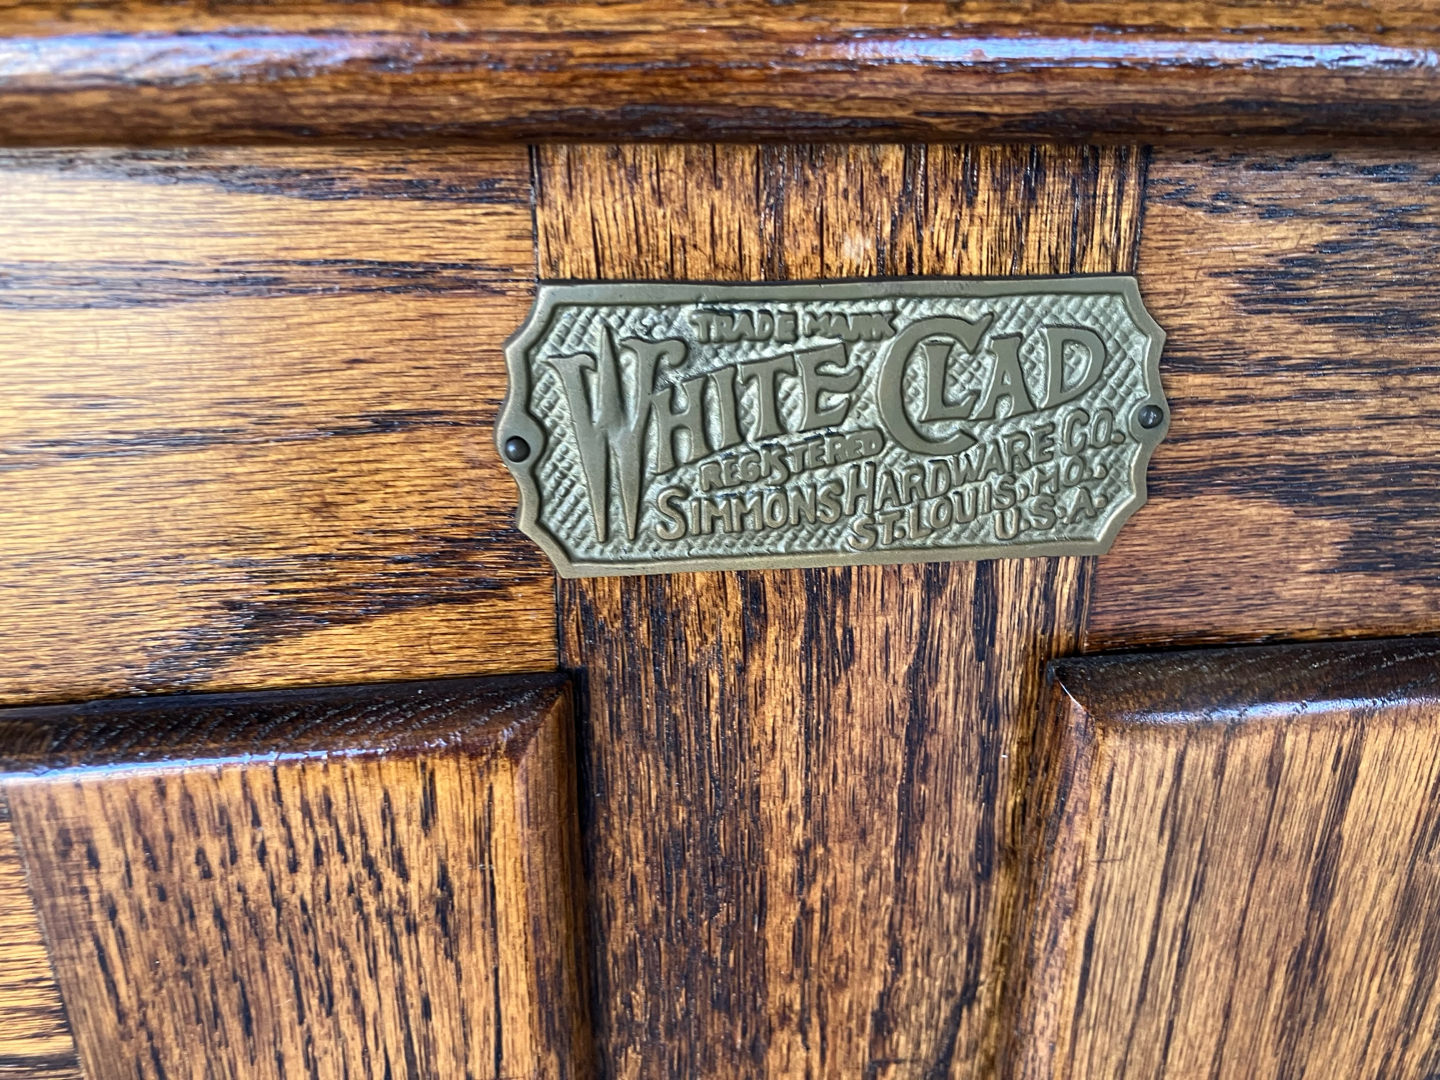 TRADE MARK
WHITE CLAD
REGISTERED
SIMMONS HARDWARE CO.
ST. LOUIS, MO.,
U.S.A.